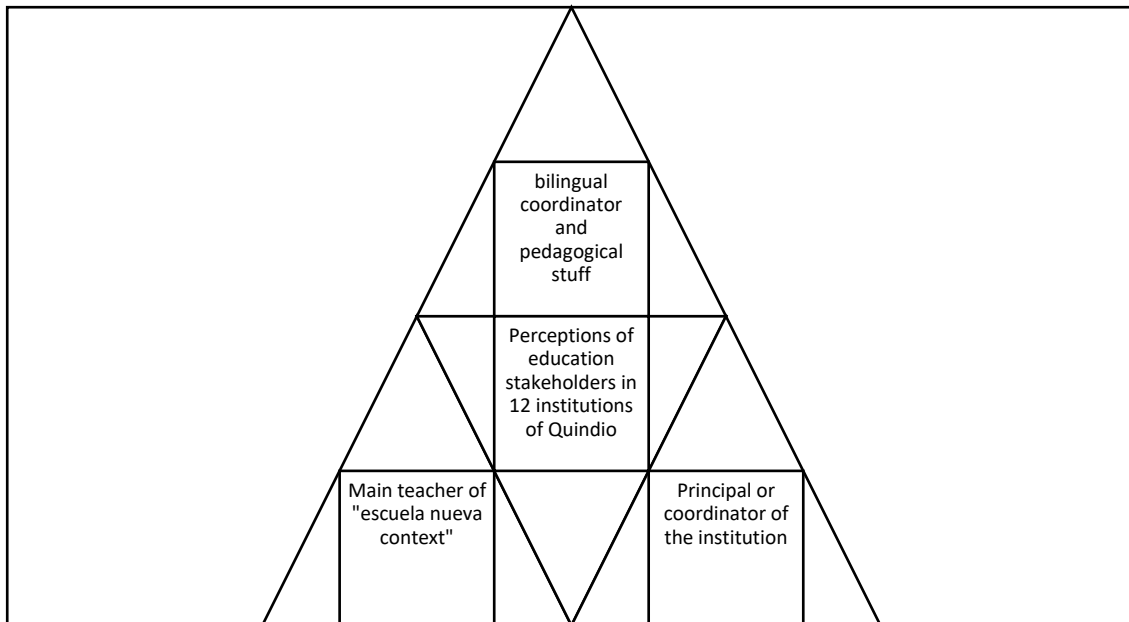 bilingual
coordinator
and
pedagogical
stuff
Perceptions of
education
stakeholders in
12 institutions
of Quindio
Main teacher of
"escuela nueva
context"
Principal or
coordinator of
the institution